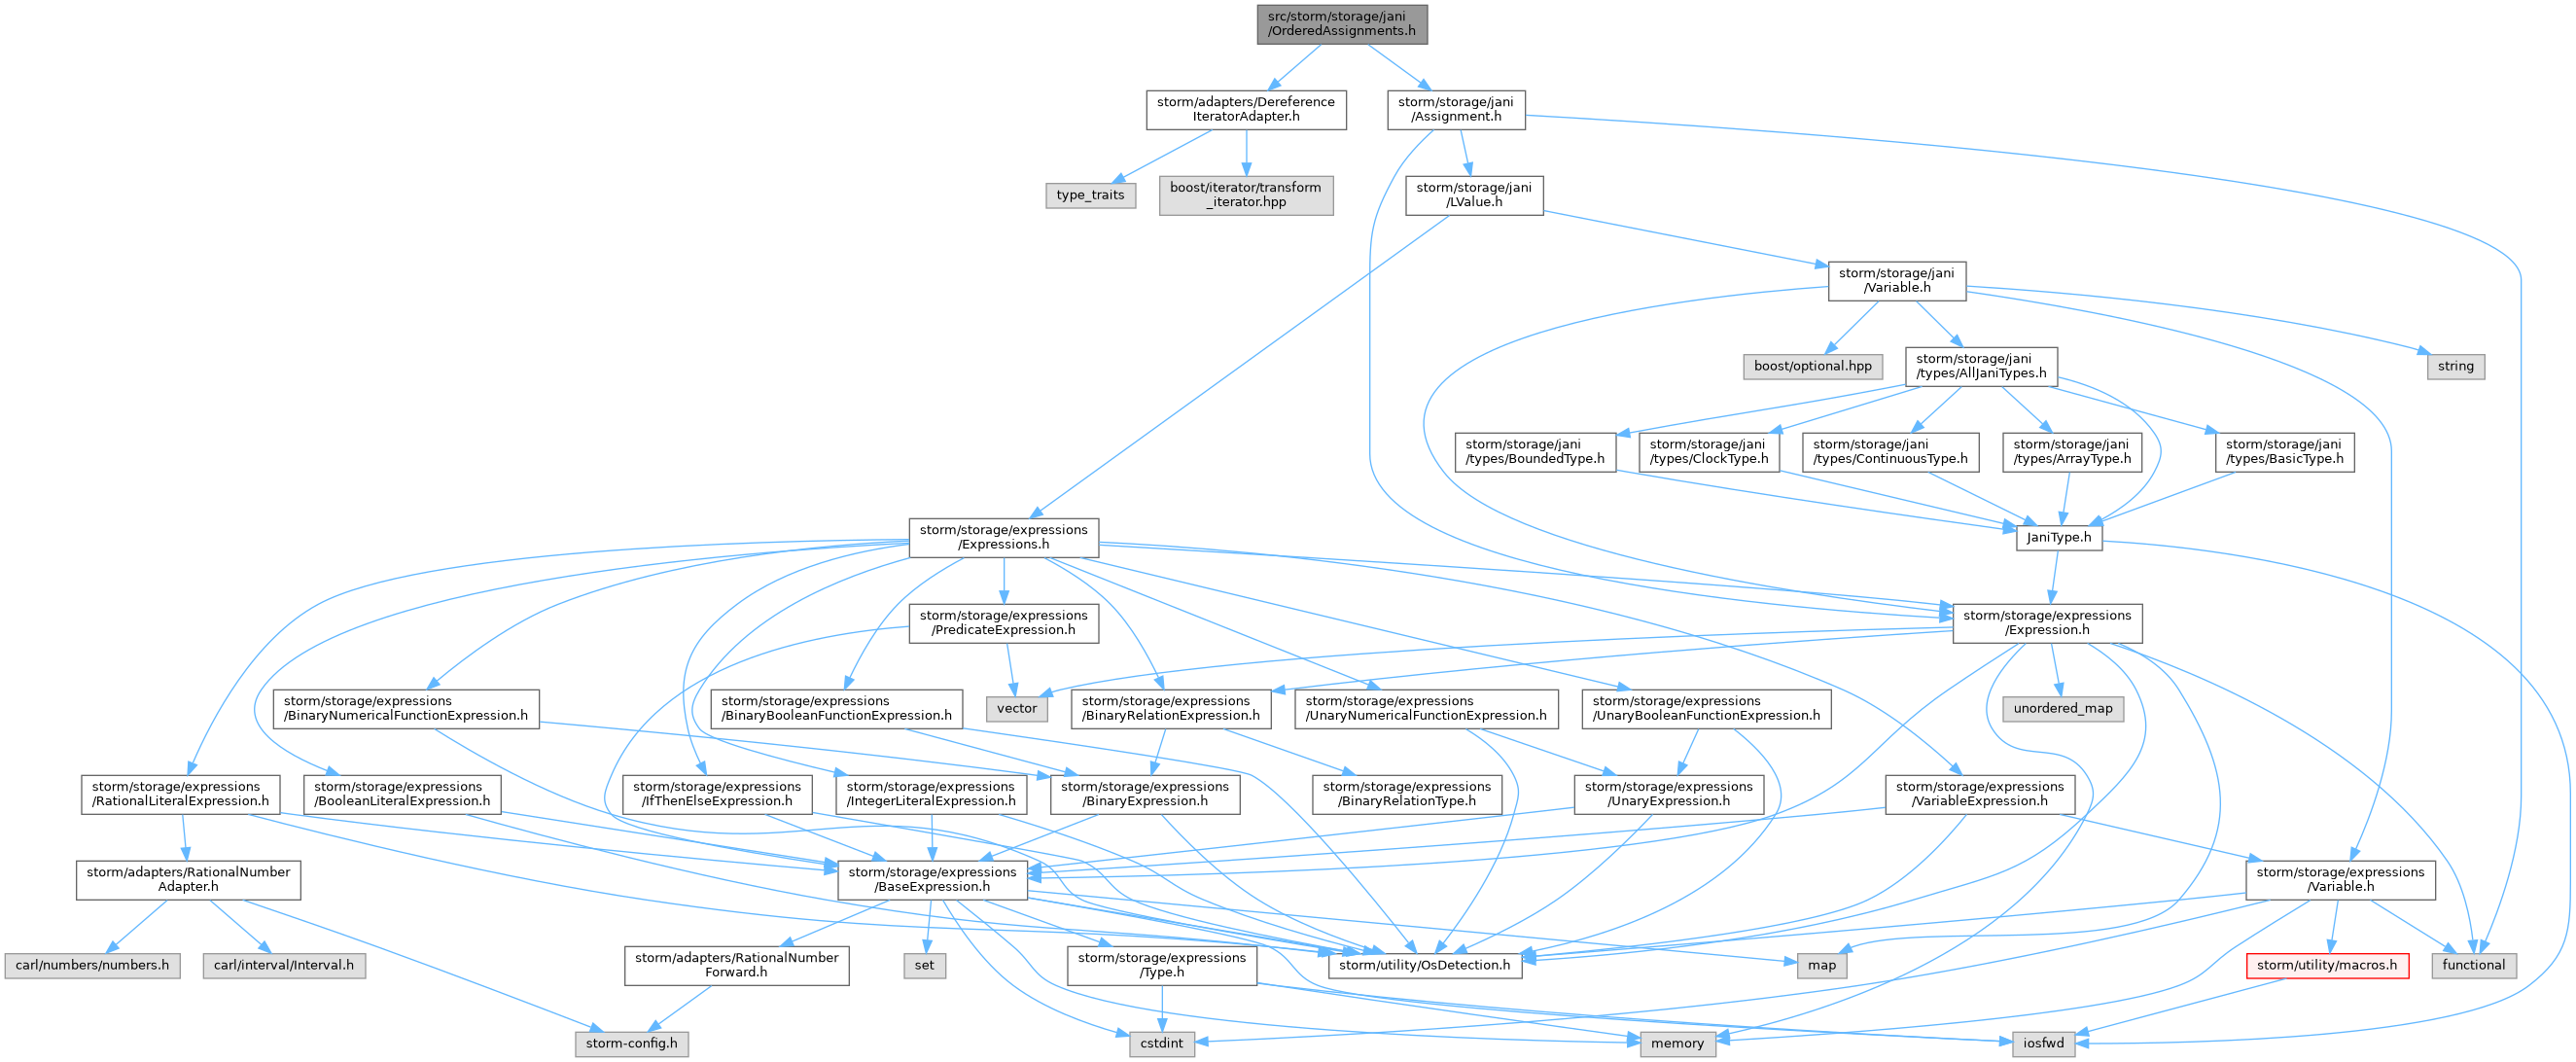 src/storm/storage/jani
/OrderedAssignments.h
storm/adapters/Dereference
IteratorAdapter.h
storm/storage/jani
/Assignment.h
type_traits
boost/iterator/transform
_iterator.hpp
storm/storage/jani
/LValue.h
storm/storage/jani
/Variable.h
boost/optional.hpp
storm/storage/jani
/types/AllJaniTypes.h
string
storm/storage/jani
/types/BoundedType.h
storm/storage/jani
/types/ClockType.h
storm/storage/jani
/types/ContinuousType.h
storm/storage/jani
/types/ArrayType.h
storm/storage/jani
/types/BasicType.h
storm/storage/expressions
/Expressions.h
JaniType.h
storm/storage/expressions
/PredicateExpression.h
storm/storage/expressions
/Expression.h
storm/storage/expressions
/BinaryNumericalFunctionExpression.h
storm/storage/expressions
/BinaryBooleanFunctionExpression.h
vector
storm/storage/expressions
/BinaryRelationExpression.h
storm/storage/expressions
/UnaryNumericalFunctionExpression.h
storm/storage/expressions
/UnaryBooleanFunctionExpression.h
unordered_map
storm/storage/expressions
/RationalLiteralExpression.h
storm/storage/expressions
/BooleanLiteralExpression.h
storm/storage/expressions
/IfThenElseExpression.h
storm/storage/expressions
/IntegerLiteralExpression.h
storm/storage/expressions
/BinaryExpression.h
storm/storage/expressions
/BinaryRelationType.h
storm/storage/expressions
/UnaryExpression.h
storm/storage/expressions
/VariableExpression.h
storm/adapters/RationalNumber
Adapter.h
storm/storage/expressions
/BaseExpression.h
storm/storage/expressions
/Variable.h
carl/numbers/numbers.h
carl/interval/Interval.h
storm/adapters/RationalNumber
Forward.h
set
storm/storage/expressions
/Type.h
storm/utility/OsDetection.h
map
storm/utility/macros.h
functional
storm-config.h
cstdint
memory
iosfwd